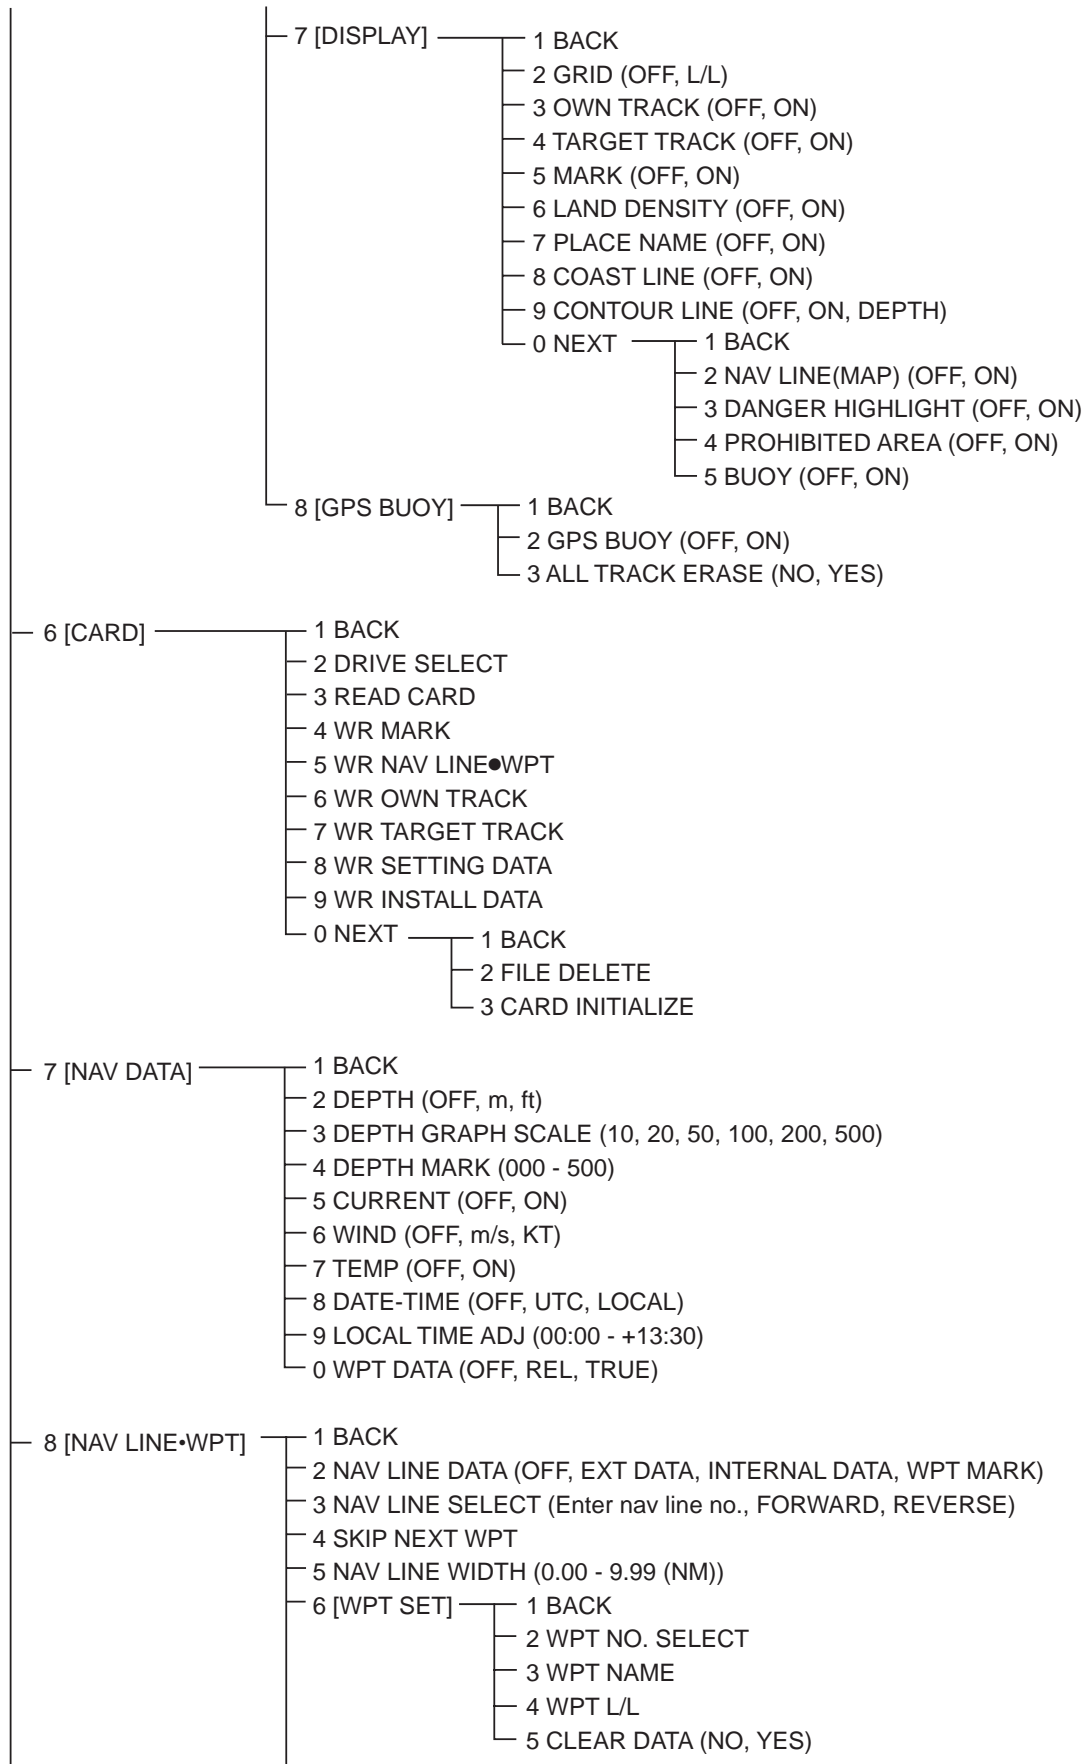 7 [DISPLAY]
1 BACK
2 GRID (OFF, L/L)
3 OWN TRACK (OFF, ON)
4 TARGET TRACK (OFF, ON)
5 MARK (OFF, ON)
6 LAND DENSITY (OFF, ON)
7 PLACE NAME (OFF, ON)
8 COAST LINE (OFF, ON)
9 CONTOUR LINE (OFF, ON, DEPTH)
0 NEXT
1 BACK
2 NAV LINE(MAP) (OFF, ON)
3 DANGER HIGHLIGHT (OFF, ON)
4 PROHIBITED AREA (OFF, ON)
5 BUOY (OFF, ON)
8 [GPS BUOY]
1 BACK
2 GPS BUOY (OFF, ON)
3 ALL TRACK ERASE (NO, YES)
6 [CARD]
1 BACK
2 DRIVE SELECT
3 READ CARD
4 WR MARK
5 WR NAV LINE●WPT
6 WR OWN TRACK
7 WR TARGET TRACK
8 WR SETTING DATA
9 WR INSTALL DATA
0 NEXT
1 BACK
2 FILE DELETE
3 CARD INITIALIZE
7 [NAV DATA]
1 BACK
2 DEPTH (OFF, m, ft)
3 DEPTH GRAPH SCALE (10, 20, 50, 100, 200, 500)
4 DEPTH MARK (000 - 500)
5 CURRENT (OFF, ON)
6 WIND (OFF, m/s, KT)
7 TEMP (OFF, ON)
8 DATE-TIME (OFF, UTC, LOCAL)
9 LOCAL TIME ADJ (00:00 - +13:30)
0 WPT DATA (OFF, REL, TRUE)
8 [NAV LINE•WPT]
1 BACK
2 NAV LINE DATA (OFF, EXT DATA, INTERNAL DATA, WPT MARK)
3 NAV LINE SELECT (Enter nav line no., FORWARD, REVERSE)
4 SKIP NEXT WPT
5 NAV LINE WIDTH (0.00 - 9.99 (NM))
6 [WPT SET]
1 BACK
2 WPT NO. SELECT
3 WPT NAME
4 WPT L/L
5 CLEAR DATA (NO, YES)